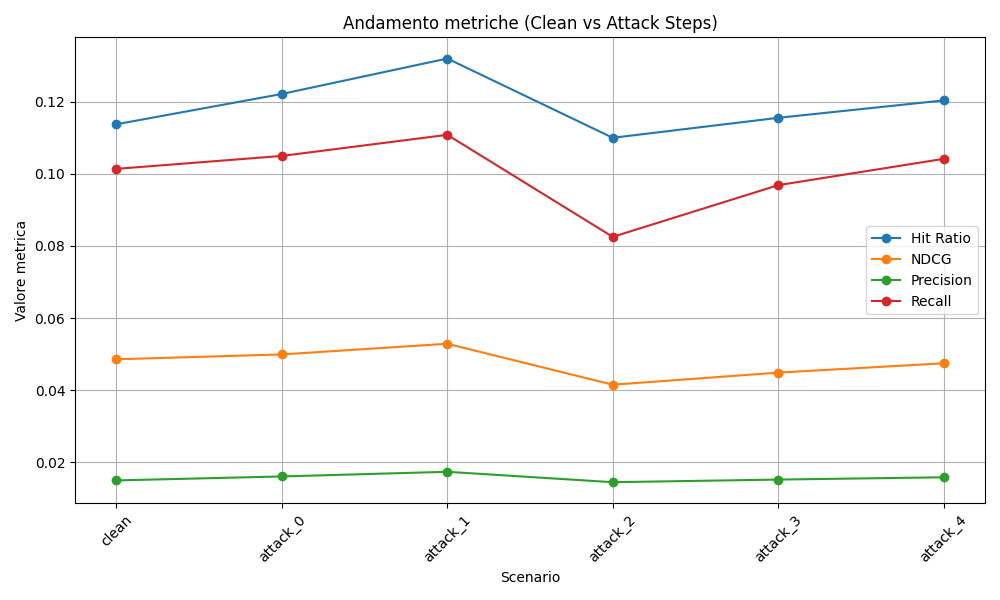 Andamento metriche (Clean vs Attack Steps)
Valore metrica
0.12
0.10
0.08
0.06
0.04
0.02
Hit Ratio
NDCG
Precision
Recall
clean
attack_0
attack_1
attack_2
attack_3
attack_4
Scenario